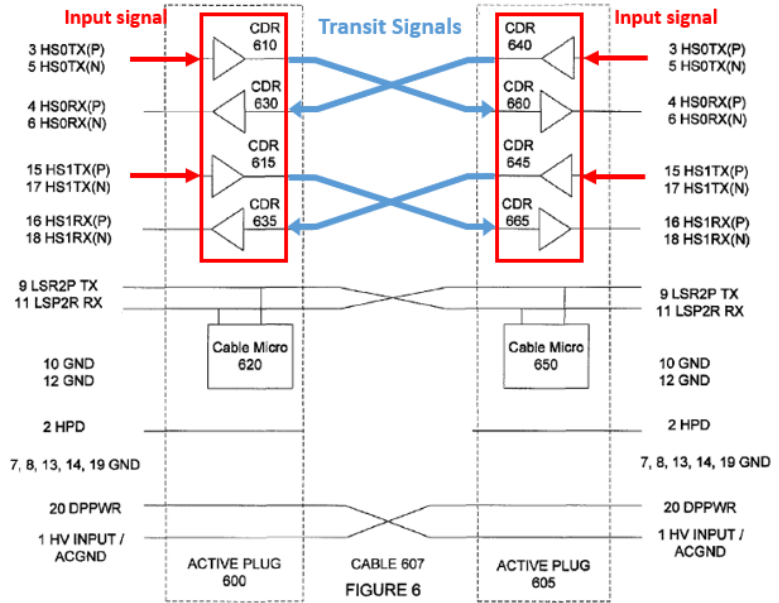 Input signal
Transit Signals
Input signal
CDR
610
CDR
640
3 HS0TX(P)
5 HS0TX(N)
3 HS0TX(P)
5 HS0TX(N)
CDR
630
CDR
660
4 HS0RX(P)
6 HS0RX(N)
4 HS0RX(P)
6 HS0RX(N)
CDR
615
CDR
645
15 HS1TX(P)
17 HS1TX(N)
15 HS1TX(P)
17 HS1TX(N)
CDR
635
CDR
665
16 HS1RX(P)
18 HS1RX(N)
16 HS1RX(P)
18 HS1RX(N)
9 LSR2P TX
11 LSP2R RX
9 LSR2P TX
11 LSP2R RX
Cable Micro
620
Cable Micro
650
10 GND
12 GND
10 GND
12 GND
2 HPD
2 HPD
7, 8, 13, 14, 19 GND
7, 8, 13, 14, 19 GND
20 DPPWR
20 DPPWR
1 HV INPUT /
ACGND
1 HV INPUT /
ACGND
ACTIVE PLUG
600
CABLE 607
FIGURE 6
ACTIVE PLUG
605